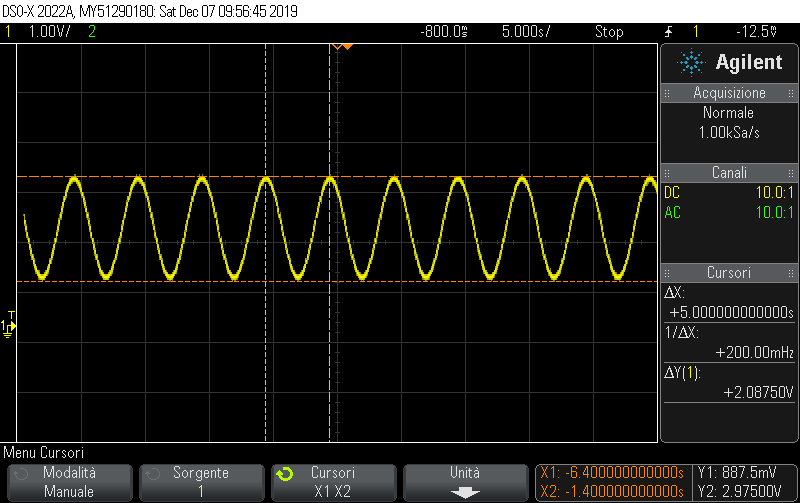 DSO-X 2022A, MY51290180: Sat Dec 07 09:56:45 2019
1 1.00V/ 2 -800.0ms 5.000s/ Stop 1 -12.5mV
Agilent
Acquisizione
Normale
1.00kSa/s
Canali
DC 10.0:1
AC 10.0:1
Cursori
ΔX:
+5.000000000000s
1/ΔX:
+200.00mHz
ΔY(1):
+2.08750V
T
1
Menu Cursori
Modalità
Manuale
Sorgente
1
Cursori
X1 X2
Unità
X1: -6.400000000000s
X2: -1.400000000000s
Y1: 887.5mV
Y2: 2.97500V